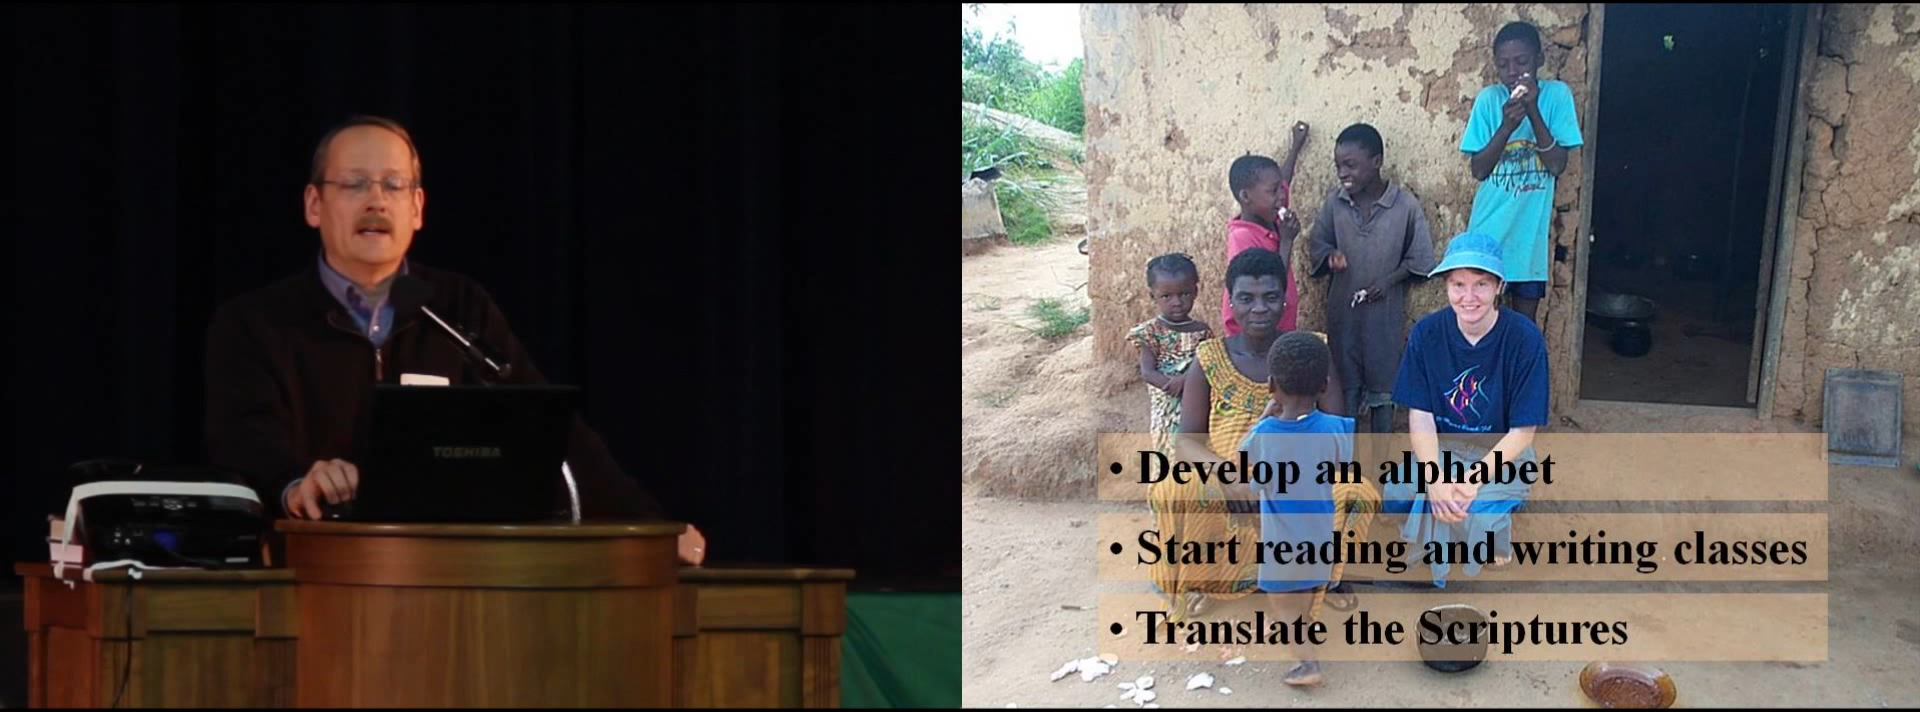 TOSHIBA
• Develop an alphabet
• Start reading and writing classes
• Translate the Scriptures